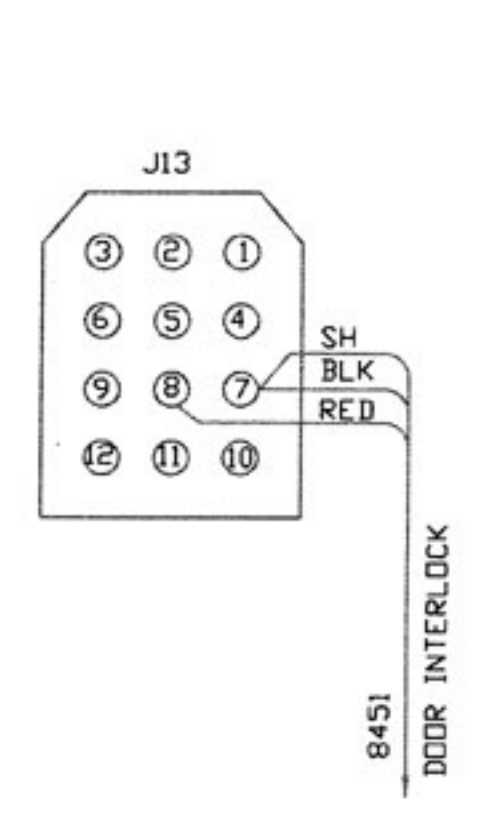 J13
3 2 1
6 5 4
SH
9 8 7 BLK
RED
12 11 10
8451
DOOR INTERLOCK